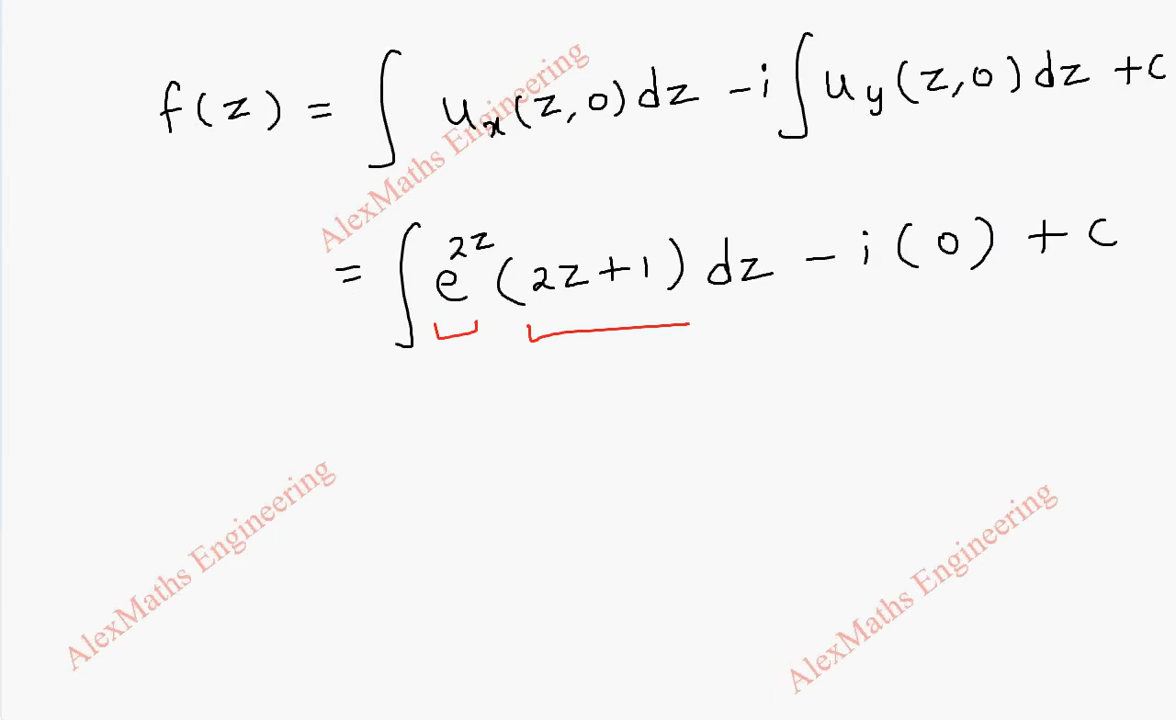 f(z) = ∫ u_x(z,0) dz - i ∫ u_y(z,0) dz + c
= ∫ e^{2z} (2z+1) dz - i(0) + c
AlexMaths Engineering
AlexMaths Engineering
AlexMaths Engineering